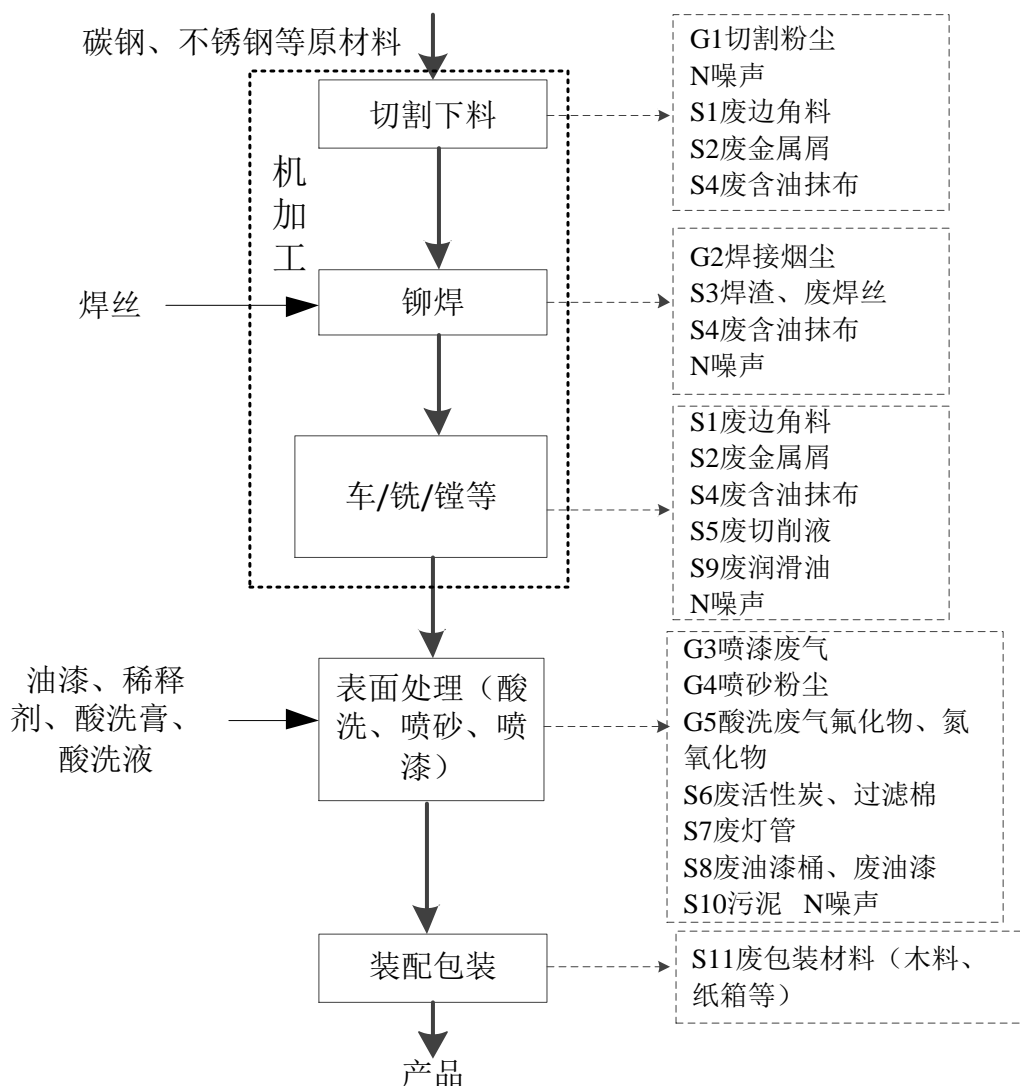 碳钢、不锈钢等原材料
G1切割粉尘
N噪声
S1废边角料
S2废金属屑
S4废含油抹布
切割下料
机
加
工
焊丝
铆焊
G2焊接烟尘
S3焊渣、废焊丝
S4废含油抹布
N噪声
车/铣/镗等
S1废边角料
S2废金属屑
S4废含油抹布
S5废切削液
S9废润滑油
N噪声
油漆、稀释
剂、酸洗膏、
酸洗液
表面处理（酸
洗、喷砂、喷
漆）
G3喷漆废气
G4喷砂粉尘
G5酸洗废气氟化物、氮
氧化物
S6废活性炭、过滤棉
S7废灯管
S8废油漆桶、废油漆
S10污泥 N噪声
装配包装
S11废包装材料（木料、
纸箱等）
产品